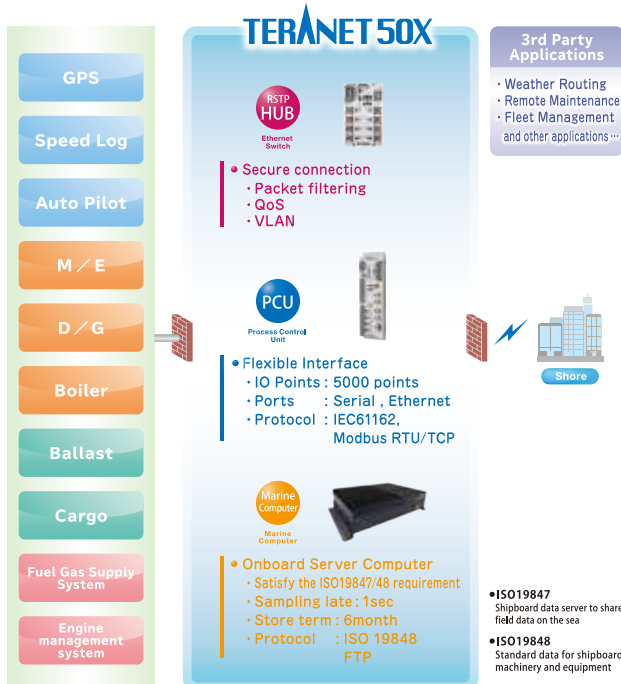 GPS
Speed Log
Auto Pilot
M/E
D/G
Boiler
Ballast
Cargo
Fuel Gas Supply
System
Engine
management
system
TERANET 50X
RSTP
HUB
Ethernet
Switch
• Secure connection
・Packet filtering
・QoS
・VLAN
PCU
Process Control
Unit
• Flexible Interface
・IO Points : 5000 points
・Ports : Serial , Ethernet
・Protocol : IEC61162,
Modbus RTU/TCP
Marine
Computer
Marine
Computer
• Onboard Server Computer
・Satisfy the ISO19847/48 requirement
・Sampling late : 1sec
・Store term : 6month
・Protocol : ISO 19848
FTP
3rd Party
Applications
・Weather Routing
・Remote Maintenance
・Fleet Management
and other applications…
Shore
•ISO19847
Shipboard data server to share
field data on the sea
•ISO19848
Standard data for shipboard
machinery and equipment